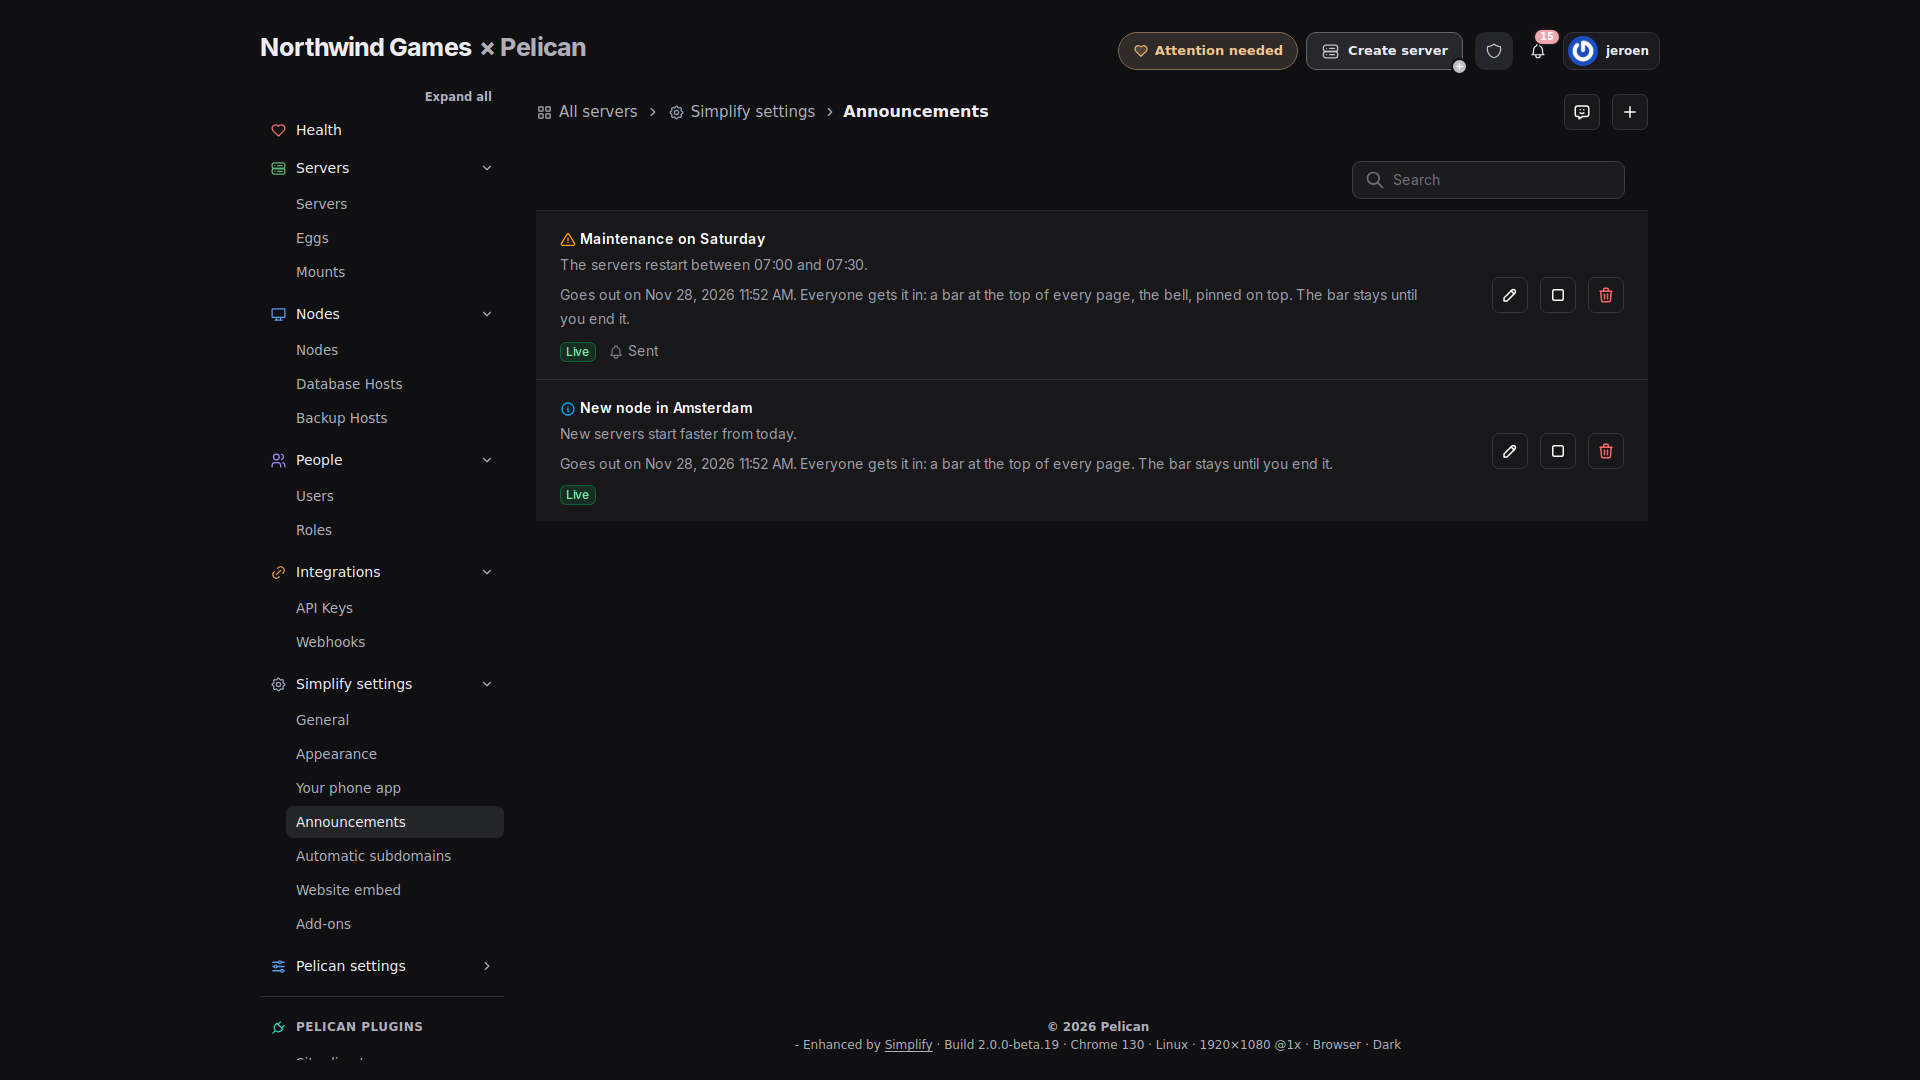 Northwind Games × Pelican
Attention needed
Create server
15
jeroen
Expand all
Health
Servers
Servers
Eggs
Mounts
Nodes
Nodes
Database Hosts
Backup Hosts
People
Users
Roles
Integrations
API Keys
Webhooks
Simplify settings
General
Appearance
Your phone app
Announcements
Automatic subdomains
Website embed
Add-ons
Pelican settings
PELICAN PLUGINS
All servers > Simplify settings > Announcements
Search
Maintenance on Saturday
The servers restart between 07:00 and 07:30.
Goes out on Nov 28, 2026 11:52 AM. Everyone gets it in: a bar at the top of every page, the bell, pinned on top. The bar stays until
you end it.
Live Sent
New node in Amsterdam
New servers start faster from today.
Goes out on Nov 28, 2026 11:52 AM. Everyone gets it in: a bar at the top of every page. The bar stays until you end it.
Live
© 2026 Pelican
- Enhanced by Simplify · Build 2.0.0-beta.19 · Chrome 130 · Linux · 1920×1080 @1x · Browser · Dark